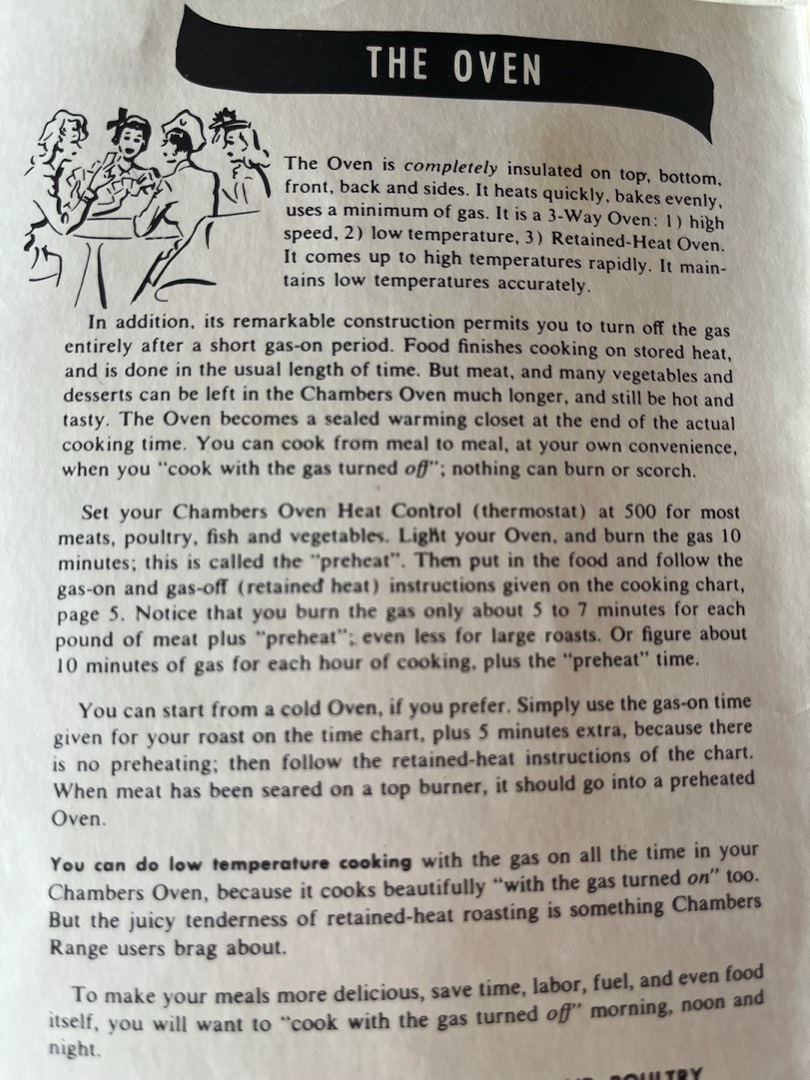 THE OVEN
The Oven is completely insulated on top, bottom,
front, back and sides. It heats quickly, bakes evenly,
uses a minimum of gas. It is a 3-Way Oven: 1) high
speed, 2) low temperature, 3) Retained-Heat Oven.
It comes up to high temperatures rapidly. It main-
tains low temperatures accurately.
In addition, its remarkable construction permits you to turn off the gas
entirely after a short gas-on period. Food finishes cooking on stored heat,
and is done in the usual length of time. But meat, and many vegetables and
desserts can be left in the Chambers Oven much longer, and still be hot and
tasty. The Oven becomes a sealed warming closet at the end of the actual
cooking time. You can cook from meal to meal, at your own convenience,
when you "cook with the gas turned off"; nothing can burn or scorch.
Set your Chambers Oven Heat Control (thermostat) at 500 for most
meats, poultry, fish and vegetables. Light your Oven, and burn the gas 10
minutes; this is called the "preheat". Then put in the food and follow the
gas-on and gas-off (retained heat) instructions given on the cooking chart,
page 5. Notice that you burn the gas only about 5 to 7 minutes for each
pound of meat plus "preheat"; even less for large roasts. Or figure about
10 minutes of gas for each hour of cooking, plus the "preheat" time.
You can start from a cold Oven, if you prefer. Simply use the gas-on time
given for your roast on the time chart, plus 5 minutes extra, because there
is no preheating; then follow the retained-heat instructions of the chart.
When meat has been seared on a top burner, it should go into a preheated
Oven.
You can do low temperature cooking with the gas on all the time in your
Chambers Oven, because it cooks beautifully "with the gas turned on" too.
But the juicy tenderness of retained-heat roasting is something Chambers
Range users brag about.
To make your meals more delicious, save time, labor, fuel, and even food
itself, you will want to "cook with the gas turned off" morning, noon and
night.
POULTRY